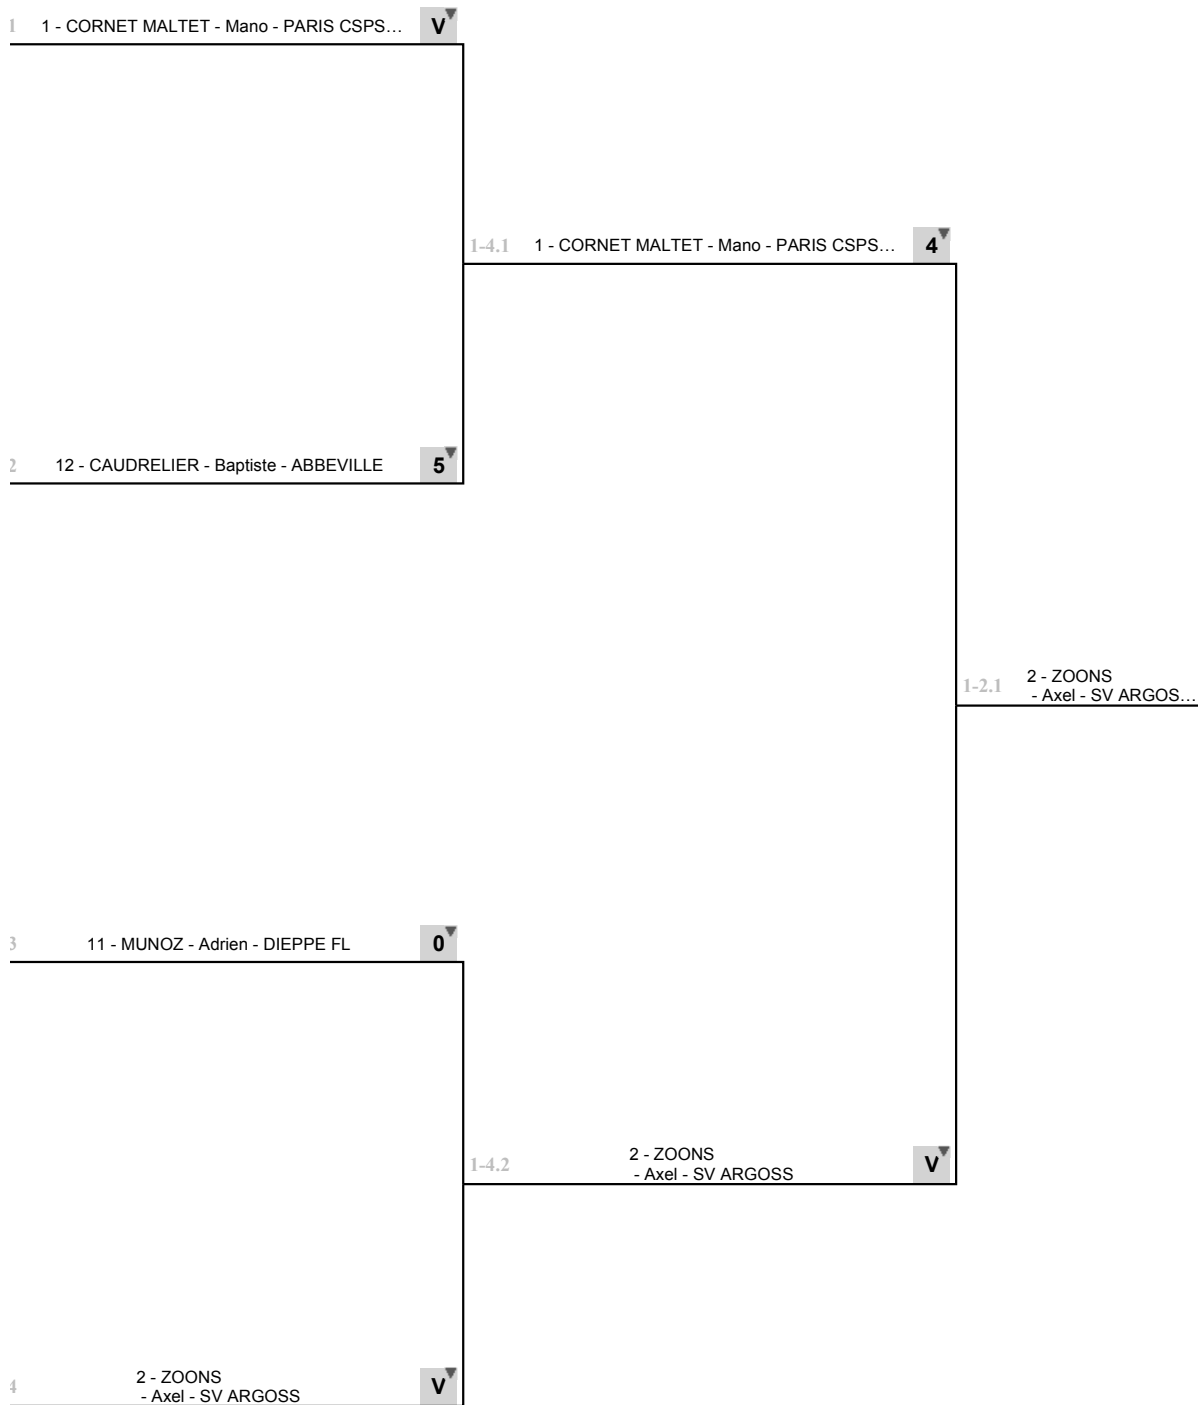 1 1 - CORNET MALTET - Mano - PARIS CSPS… V
1-4.1 1 - CORNET MALTET - Mano - PARIS CSPS… 4
2 12 - CAUDRELIER - Baptiste - ABBEVILLE 5
1-2.1 2 - ZOONS
- Axel - SV ARGOS…
3 11 - MUNOZ - Adrien - DIEPPE FL 0
1-4.2 2 - ZOONS
- Axel - SV ARGOSS V
4 2 - ZOONS
- Axel - SV ARGOSS V